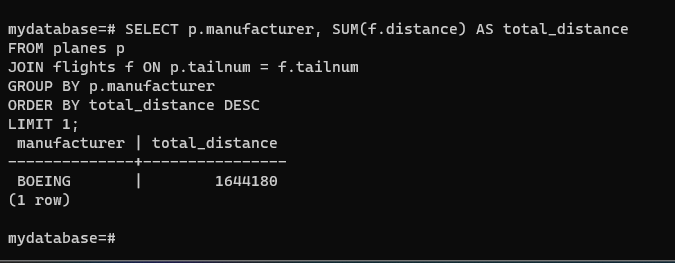 mydatabase=# SELECT p.manufacturer, SUM(f.distance) AS total_distance
FROM planes p
JOIN flights f ON p.tailnum = f.tailnum
GROUP BY p.manufacturer
ORDER BY total_distance DESC
LIMIT 1;
 manufacturer | total_distance
--------------+----------------
 BOEING       |        1644180
(1 row)
mydatabase=#